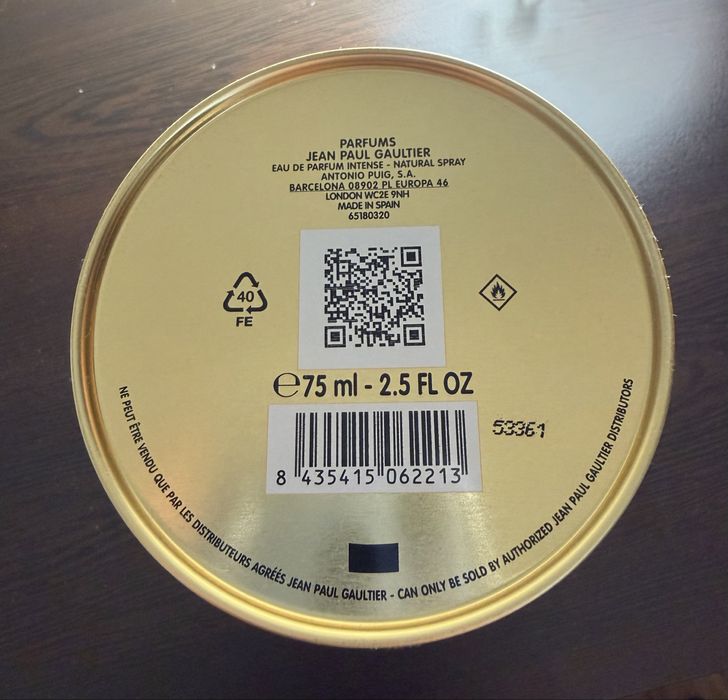 PARFUMS
JEAN PAUL GAULTIER
EAU DE PARFUM INTENSE - NATURAL SPRAY
ANTONIO PUIG, S.A.
BARCELONA 08902 PL EUROPA 46
LONDON WC2E 9NH
MADE IN SPAIN
65180320
40
FE
℮75 ml - 2.5 FL OZ
53361
8 435415 062213
NE PEUT ÊTRE VENDU QUE PAR LES DISTRIBUTEURS AGRÉÉS JEAN PAUL GAULTIER - CAN ONLY BE SOLD BY AUTHORIZED JEAN PAUL GAULTIER DISTRIBUTORS